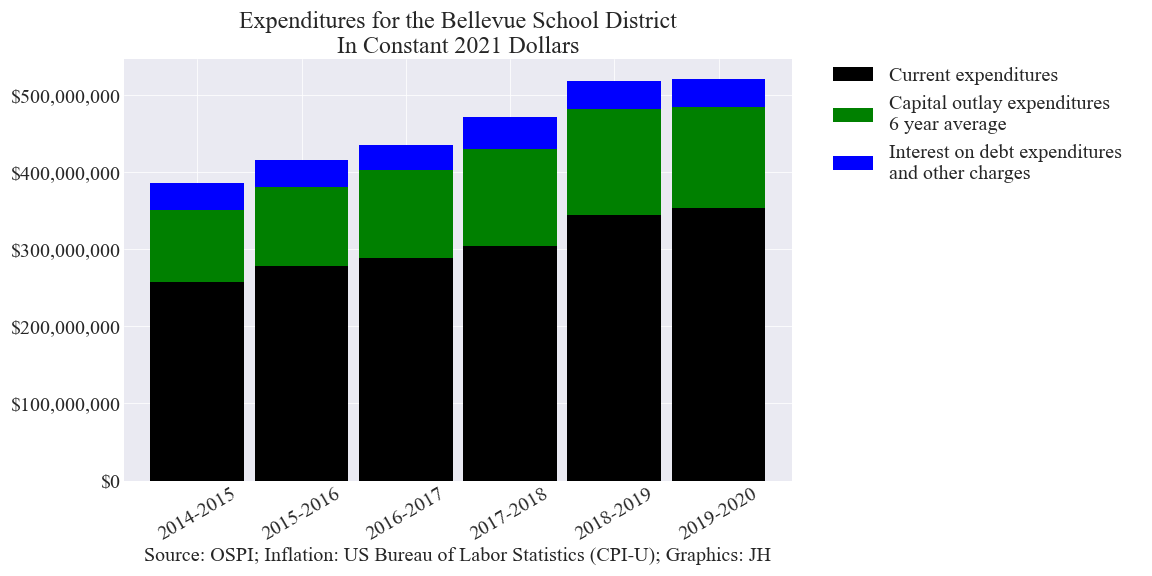 Expenditures for the Bellevue School District
In Constant 2021 Dollars
$500,000,000
$400,000,000
$300,000,000
$200,000,000
$100,000,000
$0
2014-2015
2015-2016
2016-2017
2017-2018
2018-2019
2019-2020
Source: OSPI; Inflation: US Bureau of Labor Statistics (CPI-U); Graphics: JH
Current expenditures
Capital outlay expenditures
6 year average
Interest on debt expenditures
and other charges